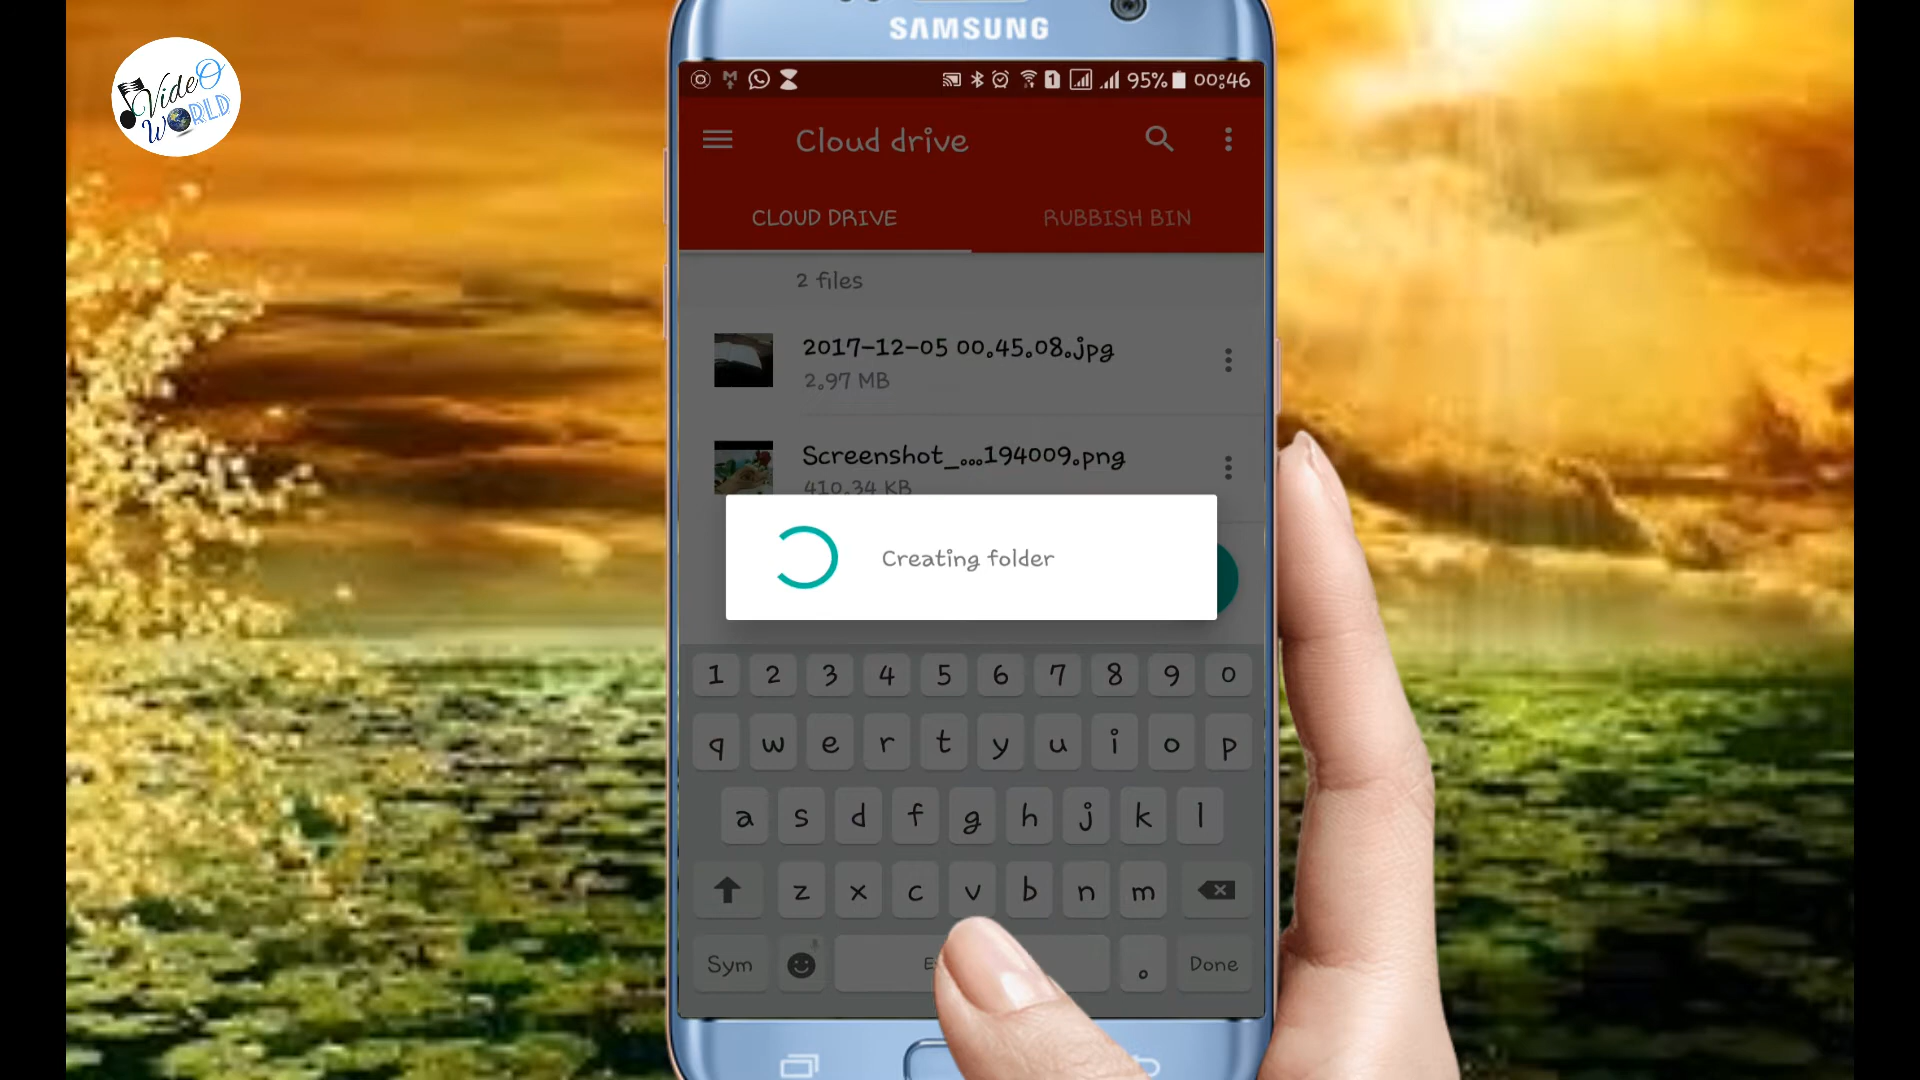 VideO
WORLD
SAMSUNG
1 95% 00:46
Cloud drive
CLOUD DRIVE RUBBISH BIN
2 files
2017-12-05 00.45.08.jpg
2.97 MB
Screenshot_...194009.png
410.34 KB
Creating folder
1 2 3 4 5 6 7 8 9 0
q w e r t y u i o p
a s d f g h j k l
z x c v b n m
Sym . Done